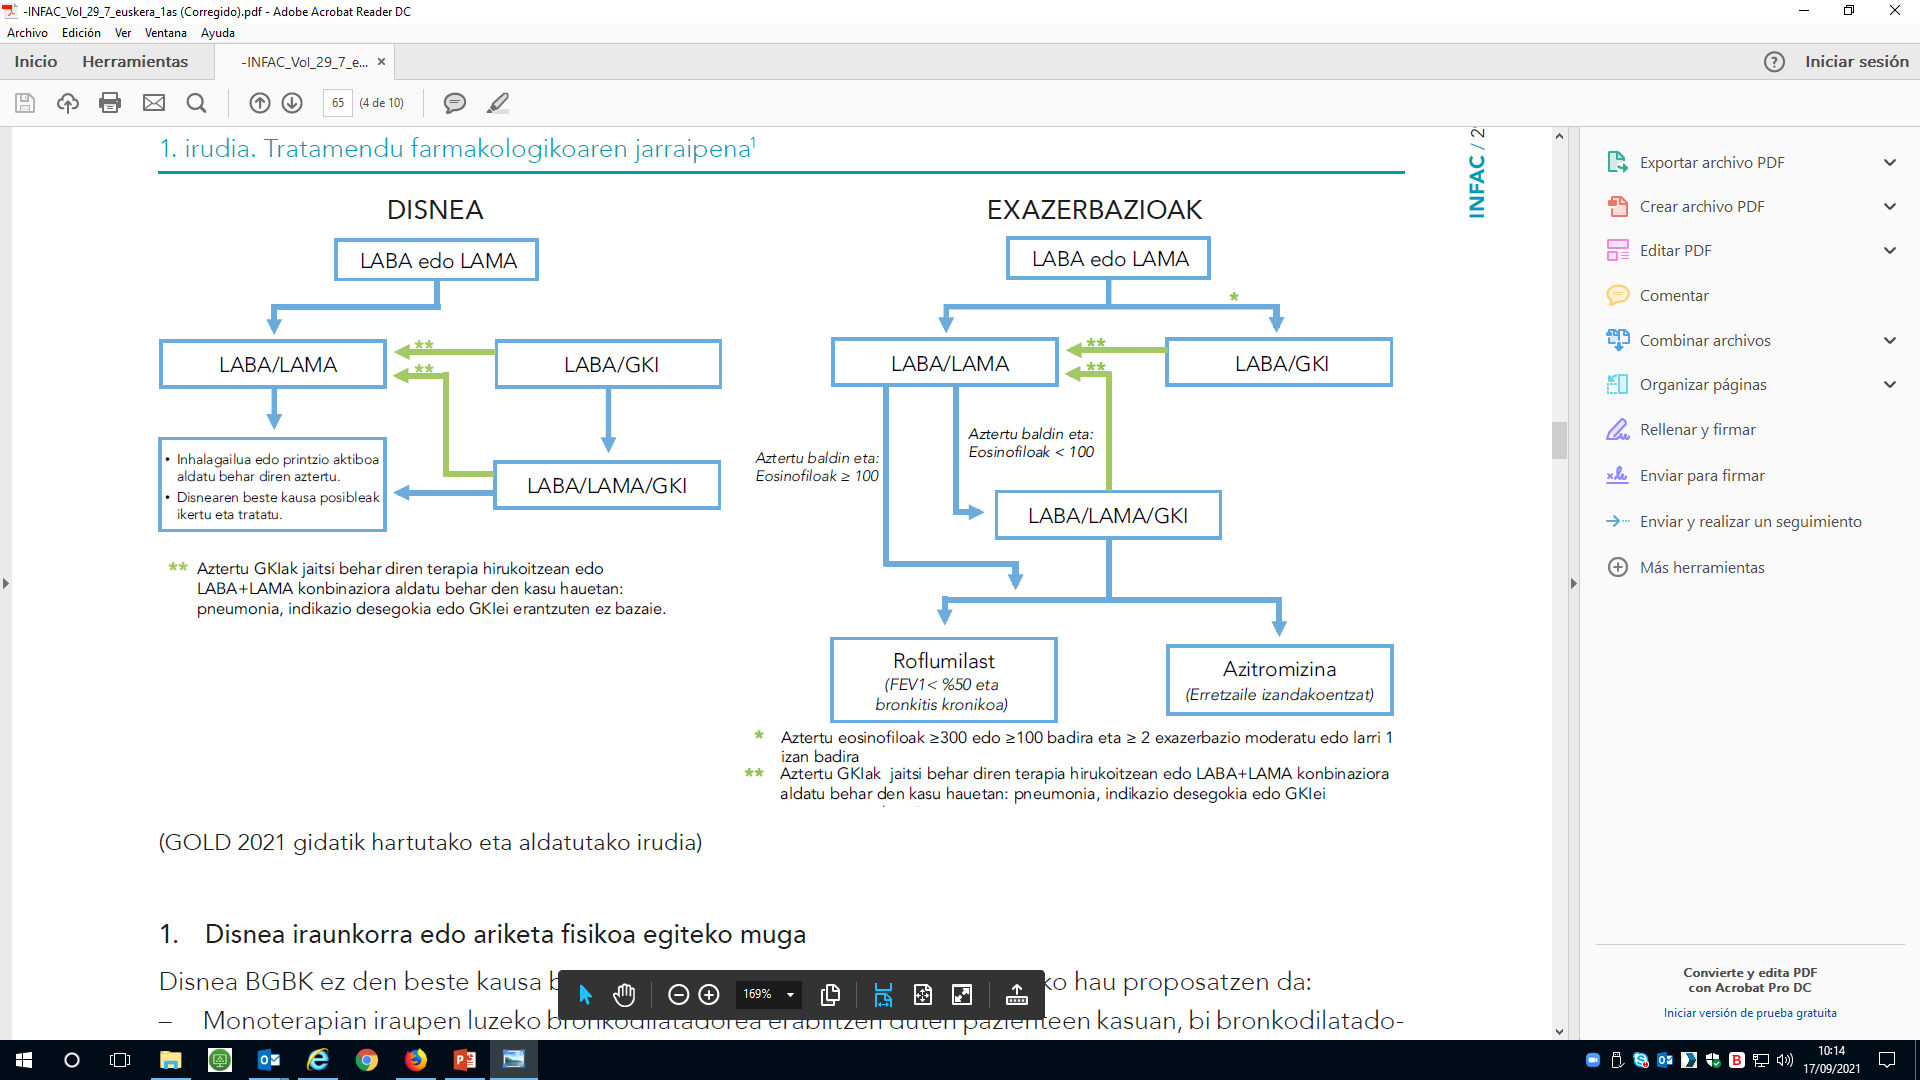 -INFAC_Vol_29_7_euskera_1as (Corregido).pdf - Adobe Acrobat Reader DC
Archivo Edición Ver Ventana Ayuda
Inicio Herramientas -INFAC_Vol_29_7_e... × Iniciar sesión
65 (4 de 10)
1. irudia. Tratamendu farmakologikoaren jarraipena1
INFAC / 2
DISNEA
LABA edo LAMA
LABA/LAMA
**
**
LABA/GKI
• Inhalagailua edo printzio aktiboa
aldatu behar diren aztertu.
• Disnearen beste kausa posibleak
ikertu eta tratatu.
LABA/LAMA/GKI
** Aztertu GKIak jaitsi behar diren terapia hirukoitzean edo
LABA+LAMA konbinaziora aldatu behar den kasu hauetan:
pneumonia, indikazio desegokia edo GKIei erantzuten ez bazaie.
EXAZERBAZIOAK
LABA edo LAMA
*
LABA/LAMA
**
**
LABA/GKI
Aztertu baldin eta:
Eosinofiloak < 100
Aztertu baldin eta:
Eosinofiloak ≥ 100
LABA/LAMA/GKI
Roflumilast
(FEV1< %50 eta
bronkitis kronikoa)
Azitromizina
(Erretzaile izandakoentzat)
* Aztertu eosinofiloak ≥300 edo ≥100 badira eta ≥ 2 exazerbazio moderatu edo larri 1
izan badira
** Aztertu GKIak jaitsi behar diren terapia hirukoitzean edo LABA+LAMA konbinaziora
aldatu behar den kasu hauetan: pneumonia, indikazio desegokia edo GKIei
(GOLD 2021 gidatik hartutako eta aldatutako irudia)
1. Disnea iraunkorra edo ariketa fisikoa egiteko muga
Disnea BGBK ez den beste kausa b ko hau proposatzen da:
– Monoterapian iraupen luzeko bronkodilatadorea erabiltzen duten pazienteen kasuan, bi bronkodilatado-
169%
Exportar archivo PDF
Crear archivo PDF
Editar PDF
Comentar
Combinar archivos
Organizar páginas
Rellenar y firmar
Enviar para firmar
Enviar y realizar un seguimiento
Más herramientas
Convierte y edita PDF
con Acrobat Pro DC
Iniciar versión de prueba gratuita
10:14
17/09/2021